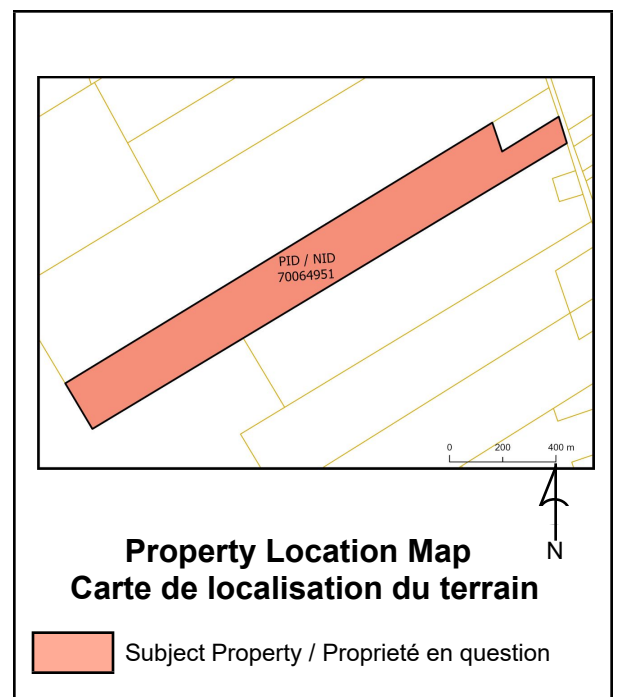 PID / NID
70064951
0 200 400 m
N
Property Location Map
Carte de localisation du terrain
Subject Property / Proprieté en question